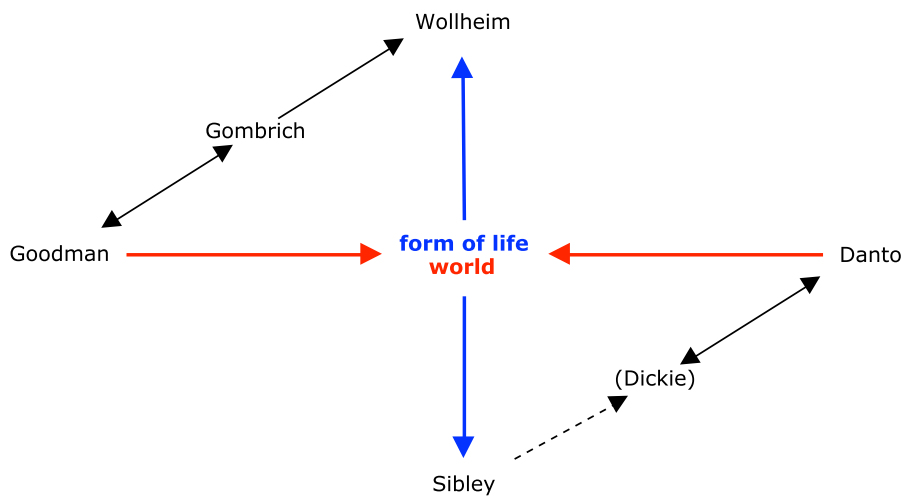 Wollheim
Gombrich
form of life
Goodman
Danto
world
(Dickie)
Sibley